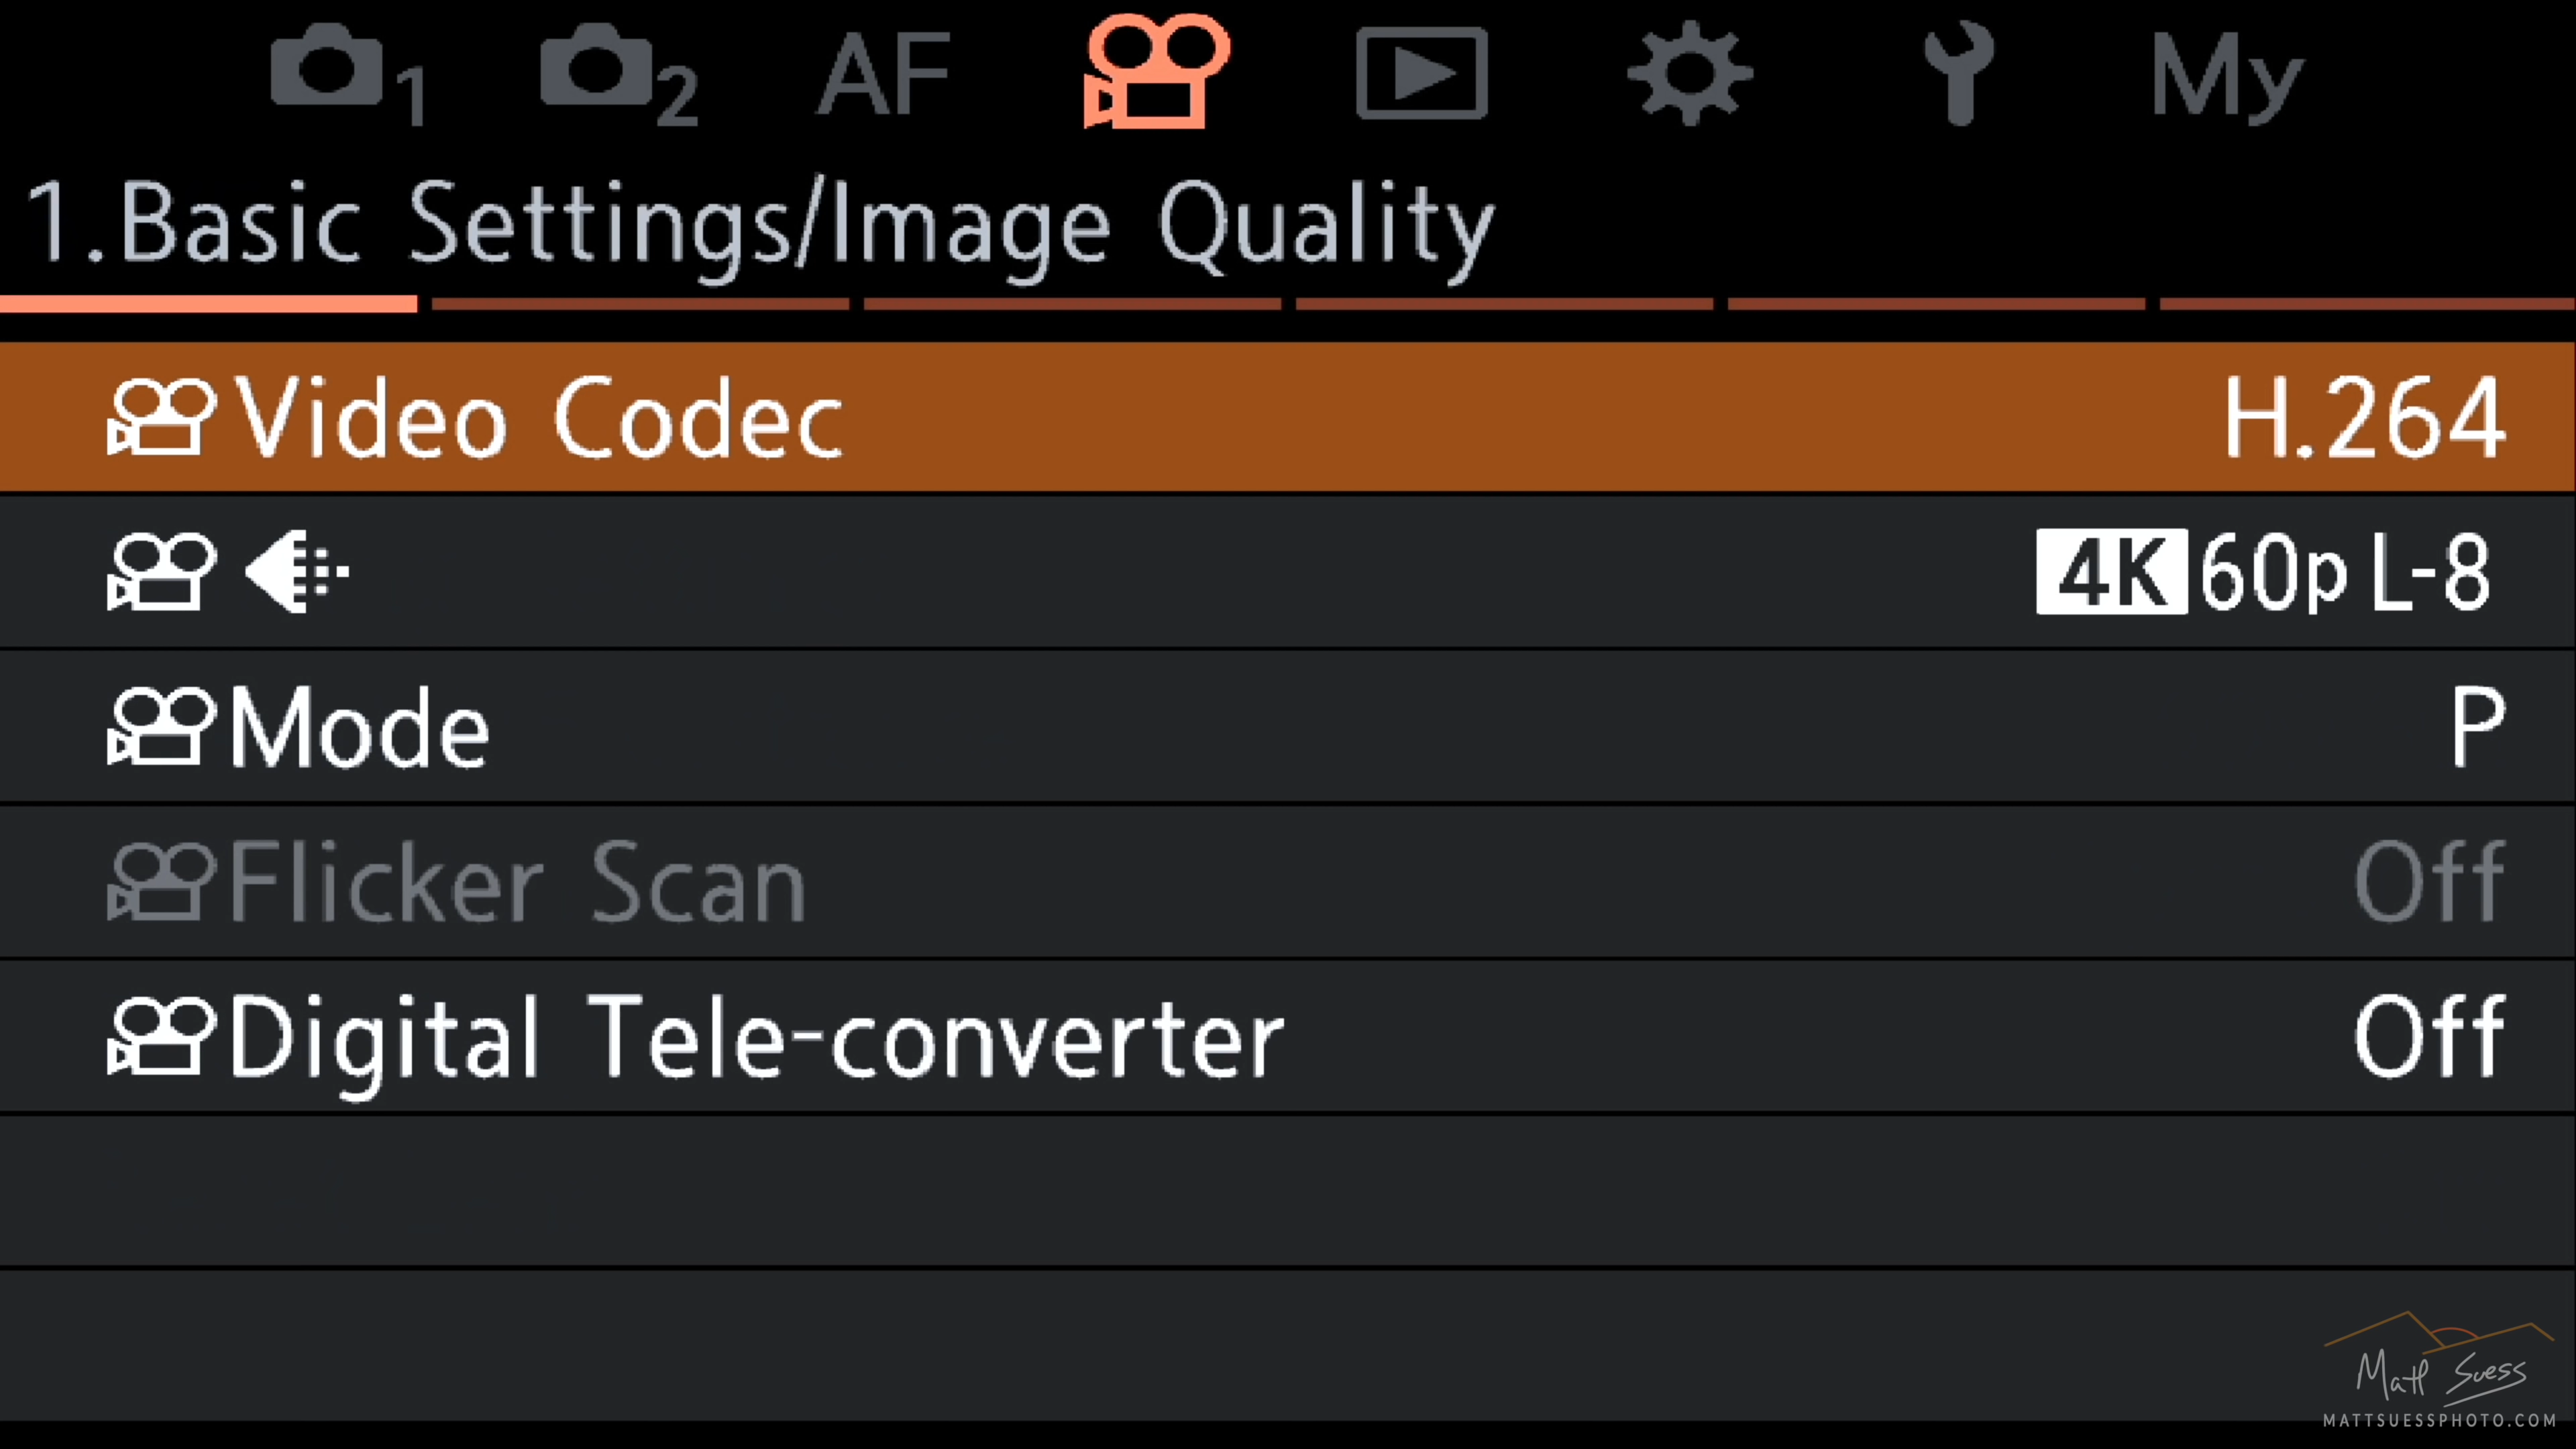 1 2 AF My
1.Basic Settings/Image Quality
Video Codec H.264
4K 60p L-8
Mode P
Flicker Scan Off
Digital Tele-converter Off
Matt Suess
MATTSUESSPHOTO.COM